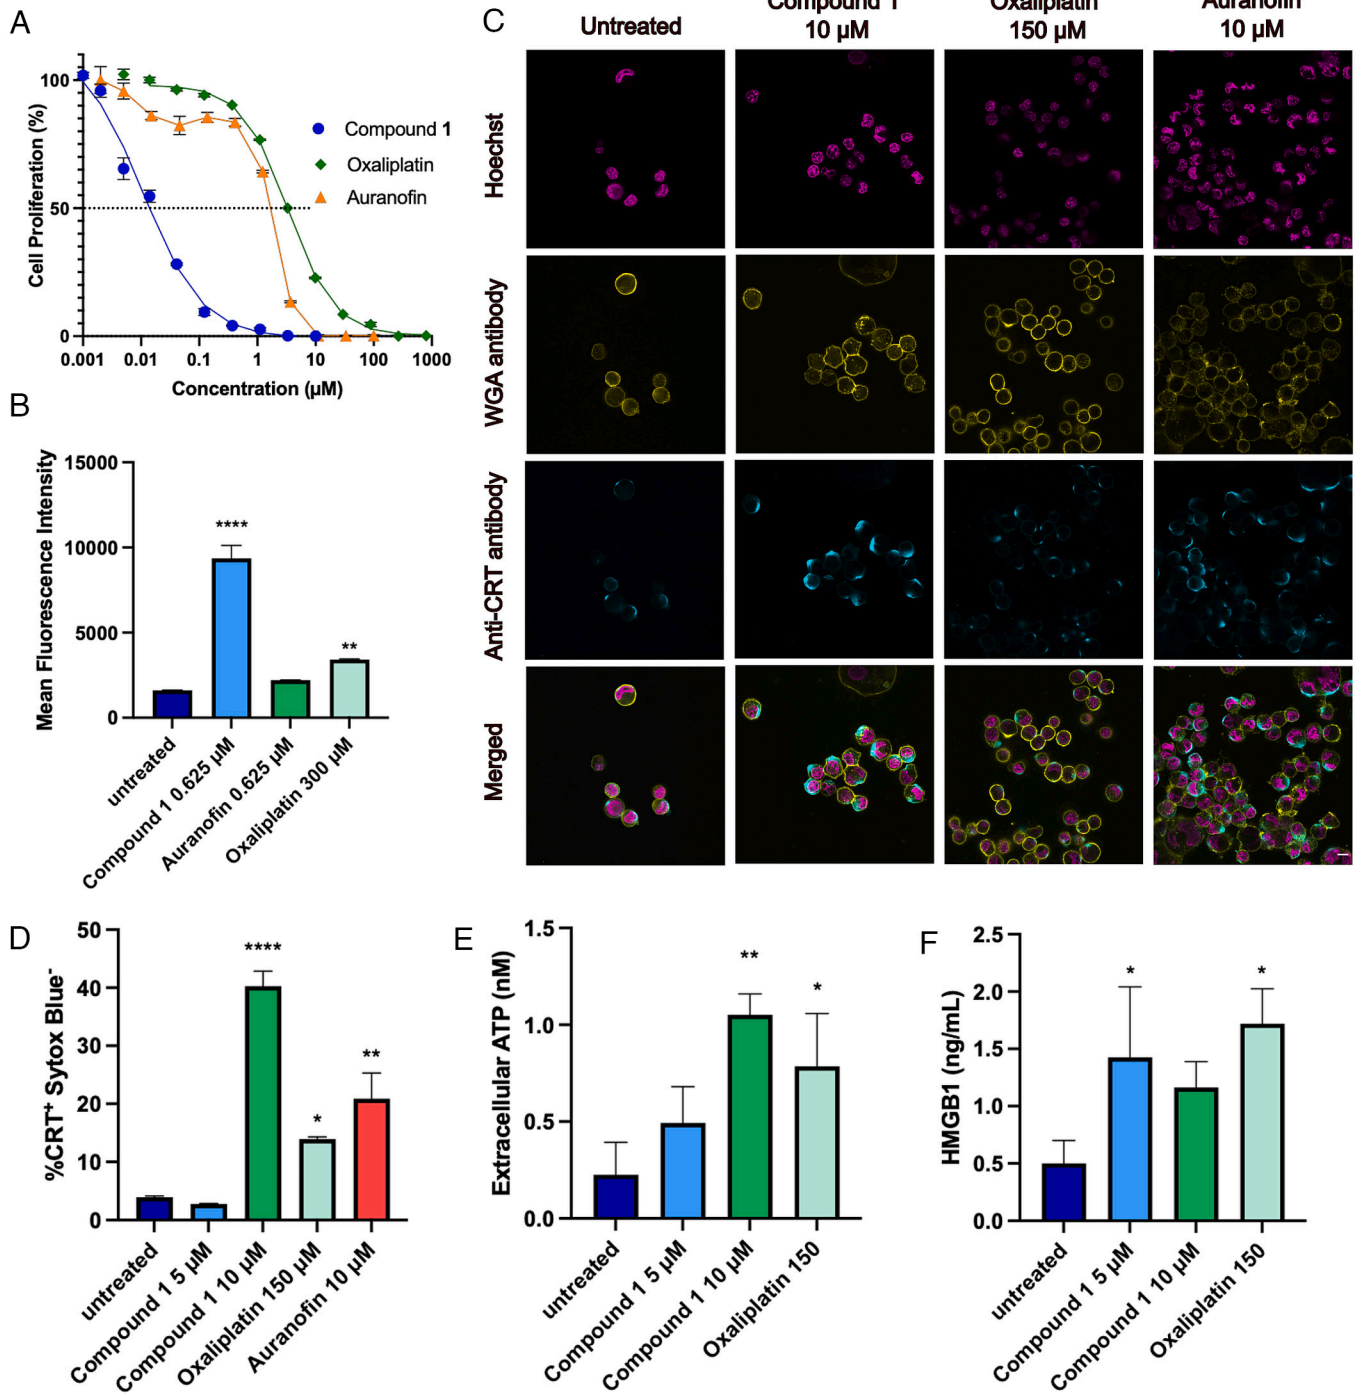 A
100
50
0
Cell Proliferation (%)
0.001 0.01 0.1 1 10 100 1000
Concentration (µM)
Compound 1
Oxaliplatin
Auranofin
B
15000
10000
5000
0
Mean Fluorescence Intensity
****
**
untreated
Compound 1 0.625 µM
Auranofin 0.625 µM
Oxaliplatin 300 µM
C
Untreated
Compound 1
10 µM
Oxaliplatin
150 µM
Auranofin
10 µM
Hoechst
WGA antibody
Anti-CRT antibody
Merged
D
50
40
30
20
10
0
%CRT⁺ Sytox Blue⁻
****
*
**
untreated
Compound 1 5 µM
Compound 1 10 µM
Oxaliplatin 150 µM
Auranofin 10 µM
E
1.5
1.0
0.5
0.0
Extracellular ATP (nM)
**
*
untreated
Compound 1 5 µM
Compound 1 10 µM
Oxaliplatin 150
F
2.5
2.0
1.5
1.0
0.5
0.0
HMGB1 (ng/mL)
*
*
untreated
Compound 1 5 µM
Compound 1 10 µM
Oxaliplatin 150